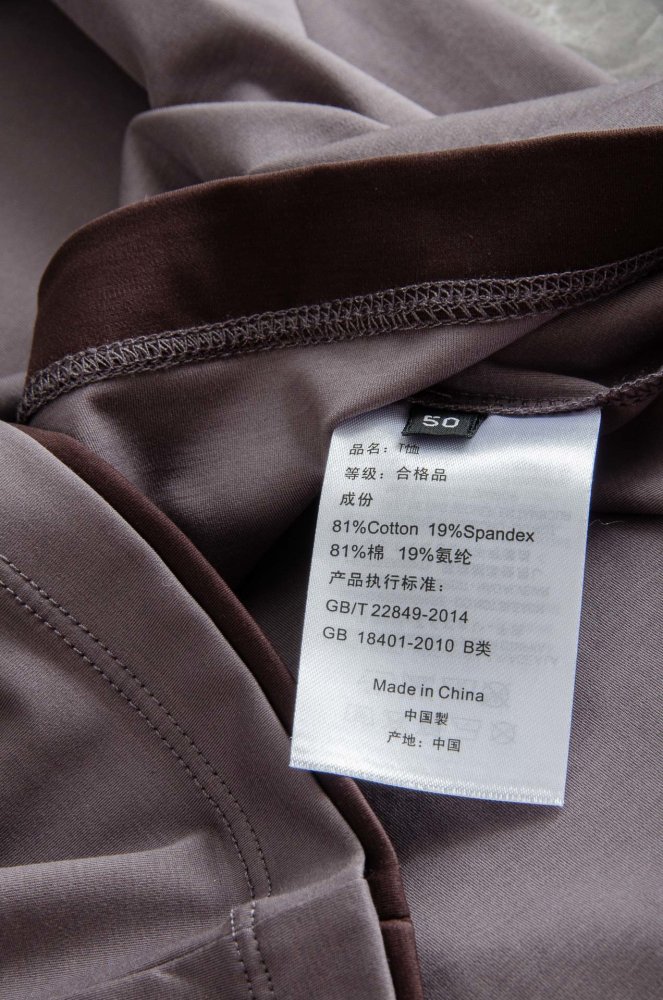 50
品名：T恤
等级：合格品
成份
81%Cotton 19%Spandex
81%棉 19%氨纶
产品执行标准：
GB/T 22849-2014
GB 18401-2010 B类
Made in China
中国製
产地：中国